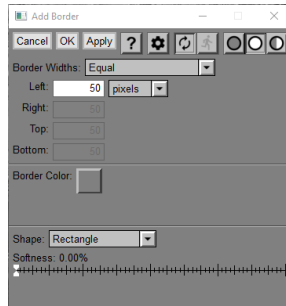 Add Border
Cancel OK Apply ?
Border Widths: Equal
Left: 50 pixels
Right: 50
Top: 50
Bottom: 50
Border Color:
Shape: Rectangle
Softness: 0.00%